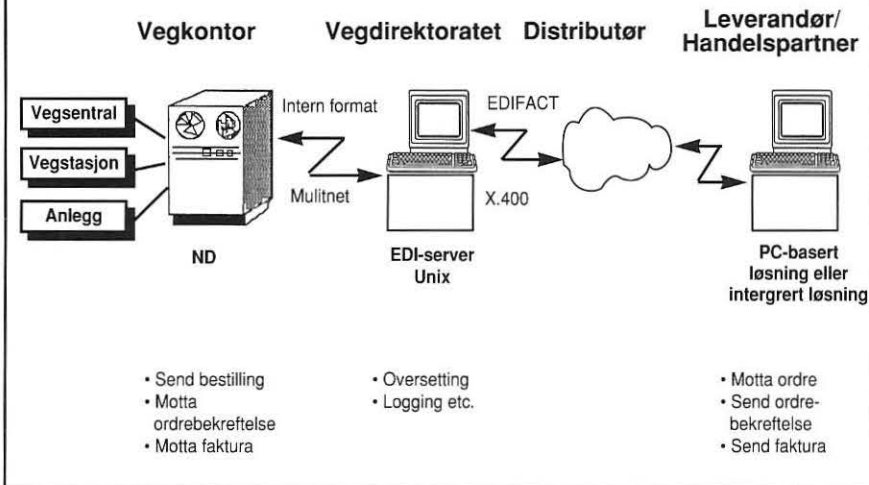 Vegkontor
Vegdirektoratet
Distributør
Leverandør/
Handelspartner
Vegsentral
Vegstasjon
Anlegg
ND
Intern format
Mulitnet
EDI-server
Unix
EDIFACT
X.400
PC-basert
løsning eller
intergrert løsning
• Send bestilling
• Motta
ordrebekreftelse
• Motta faktura
• Oversetting
• Logging etc.
• Motta ordre
• Send ordre-
bekreftelse
• Send faktura